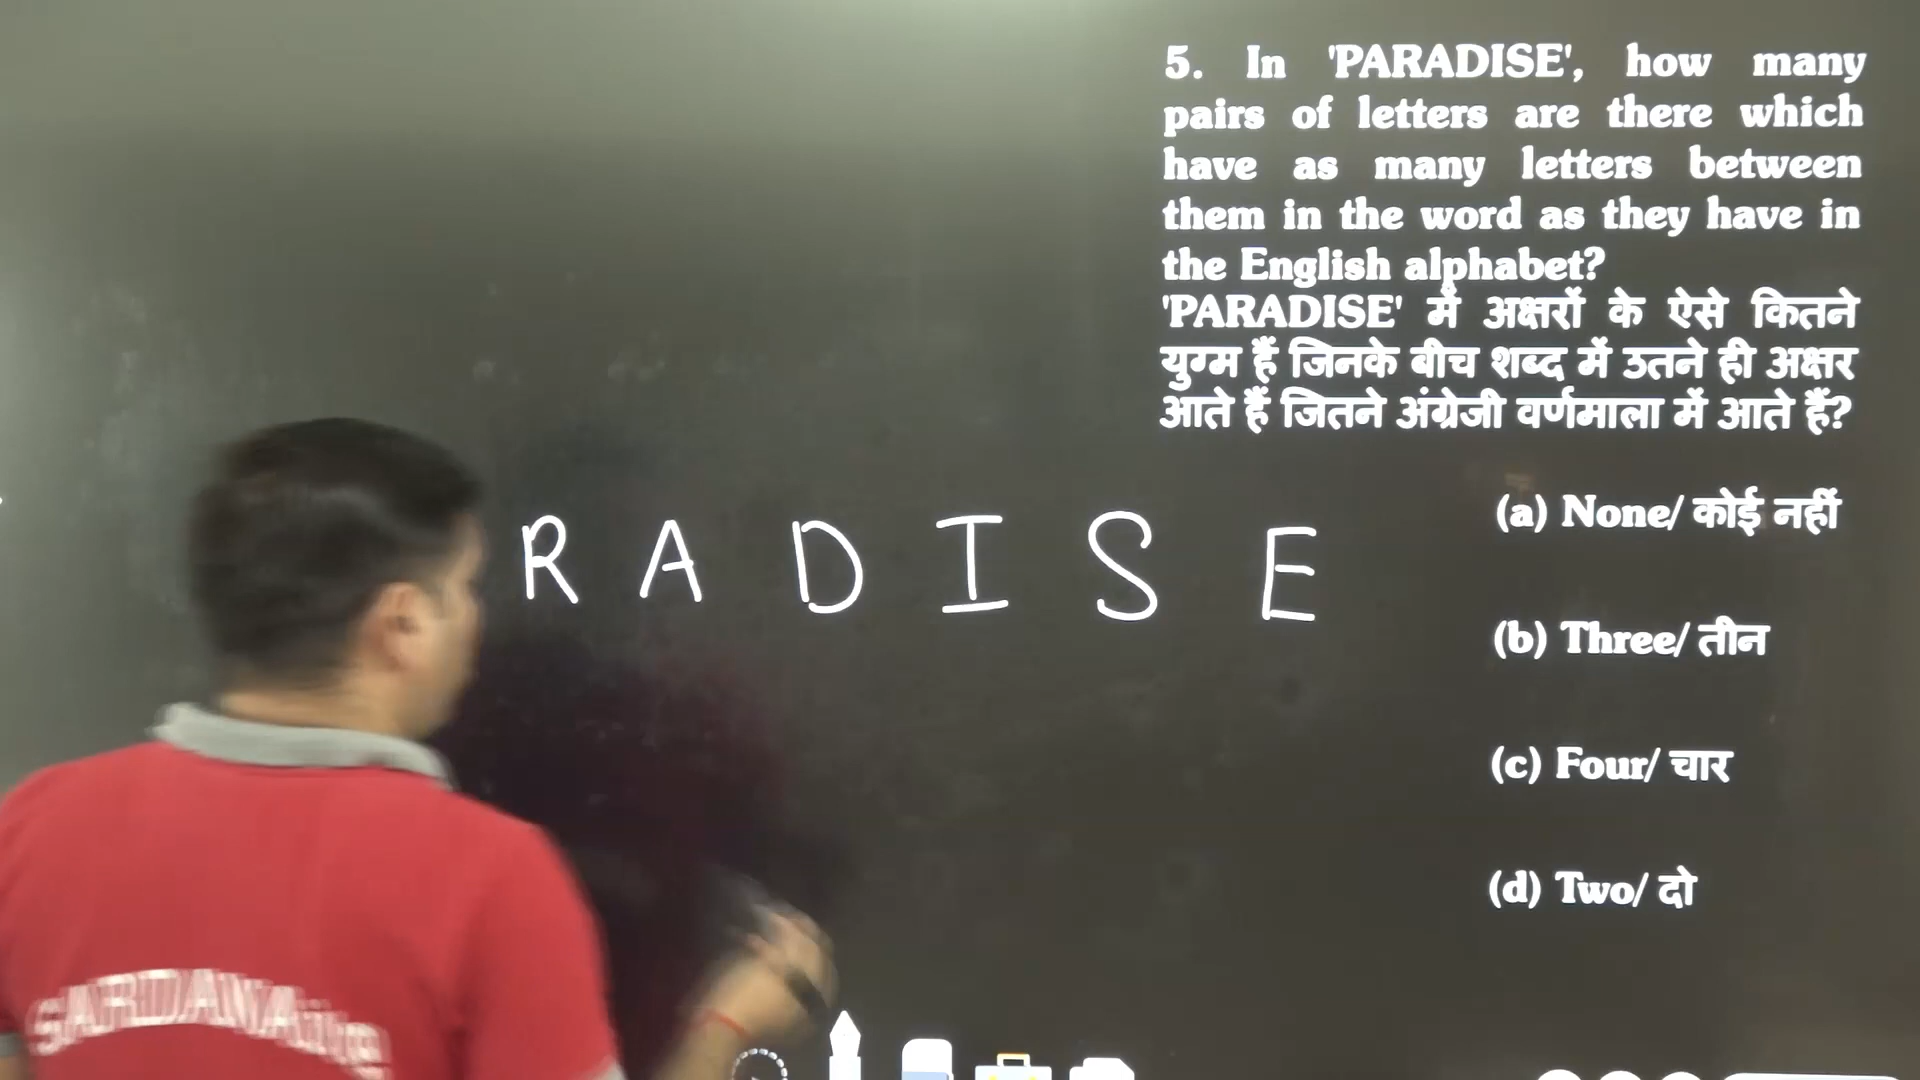 5. In 'PARADISE', how many
pairs of letters are there which
have as many letters between
them in the word as they have in
the English alphabet?
'PARADISE' में अक्षरों के ऐसे कितने
युग्म हैं जिनके बीच शब्द में उतने ही अक्षर
आते हैं जितने अंग्रेजी वर्णमाला में आते हैं?
R A D I S E
(a) None/ कोई नहीं
(b) Three/ तीन
(c) Four/ चार
(d) Two/ दो